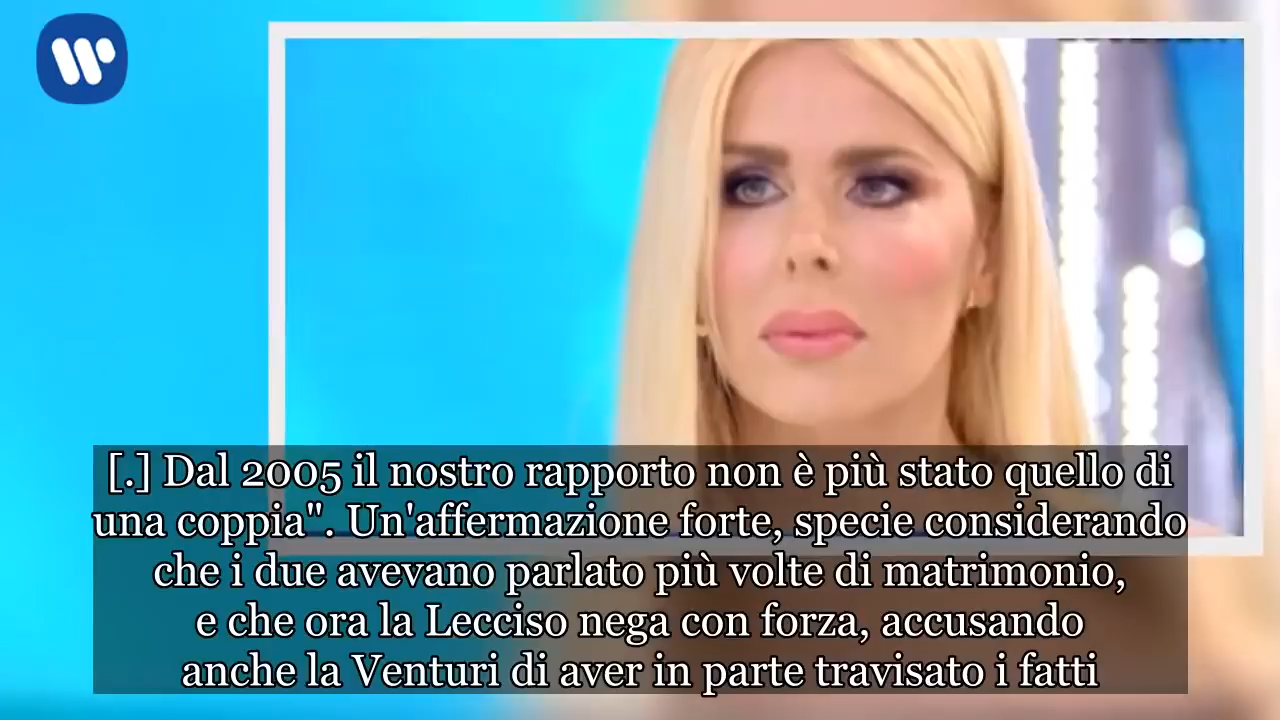 [.] Dal 2005 il nostro rapporto non è più stato quello di
una coppia". Un'affermazione forte, specie considerando
che i due avevano parlato più volte di matrimonio,
e che ora la Lecciso nega con forza, accusando
anche la Venturi di aver in parte travisato i fatti